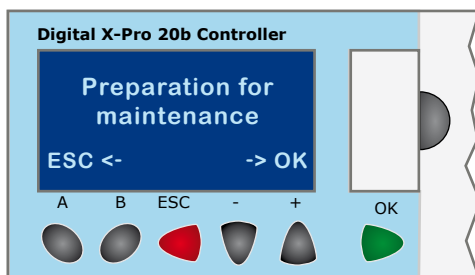 Digital X-Pro 20b Controller
Preparation for
maintenance
ESC <- -> OK
A B ESC - + OK